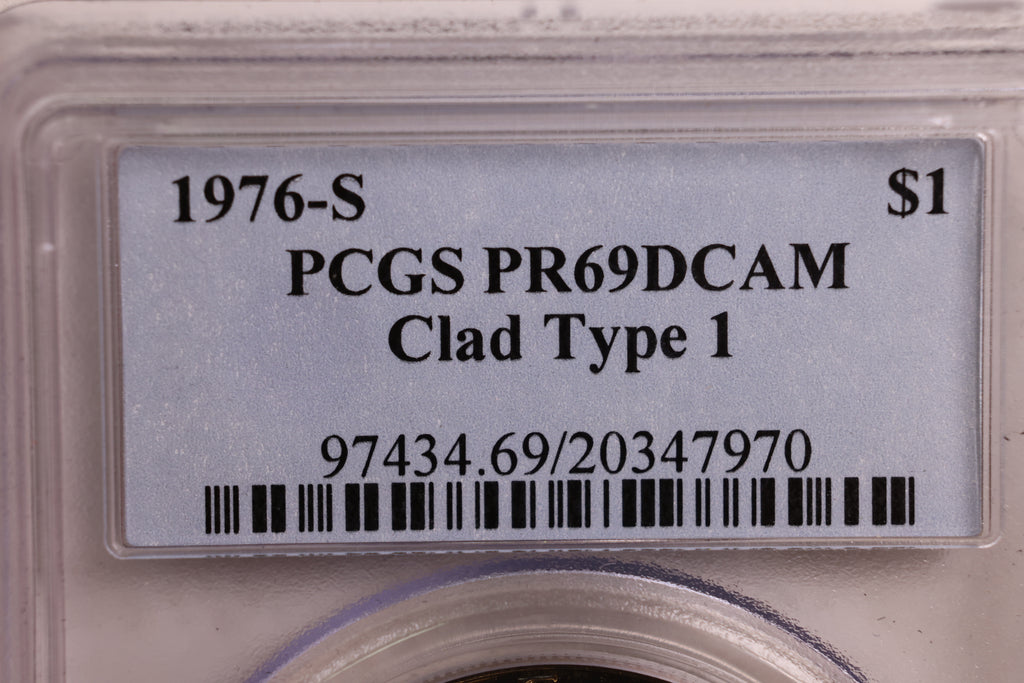 1976-S $1
PCGS PR69DCAM
Clad Type 1
97434.69/20347970